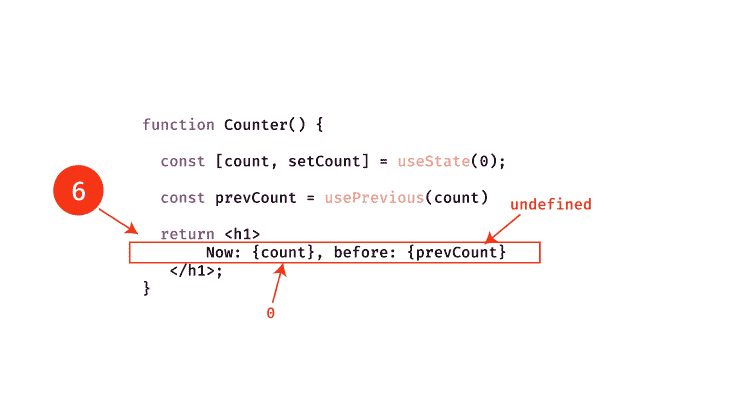 function Counter() {
const [count, setCount] = useState(0);
6
const prevCount = usePrevious(count)
undefined
return <h1>
Now: {count}, before: {prevCount}
</h1>;
}
0